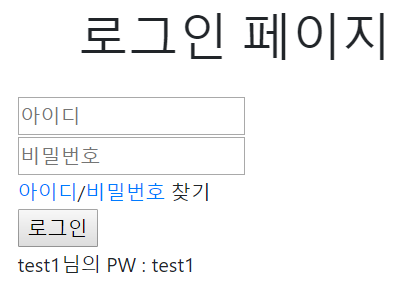 로그인 페이지
아이디
비밀번호
아이디/비밀번호 찾기
로그인
test1님의 PW : test1